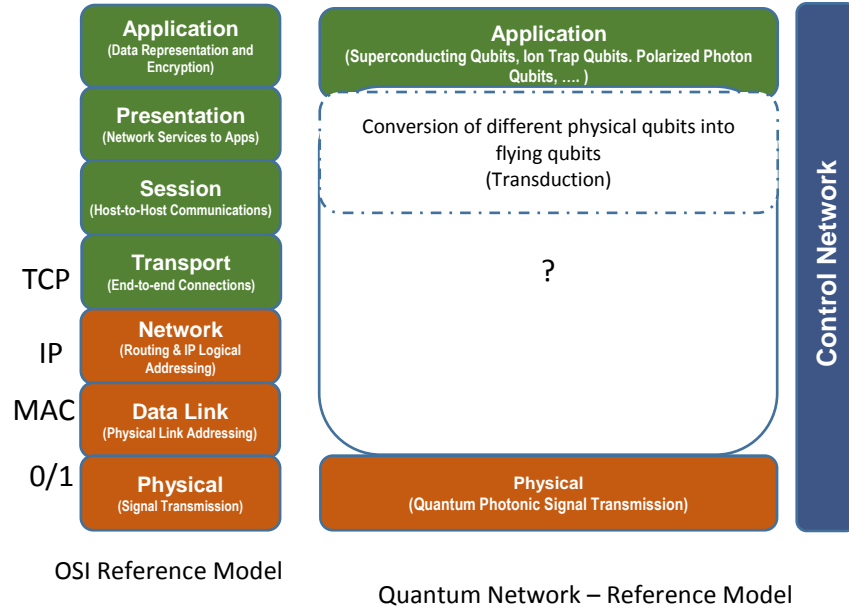 Application
(Data Representation and
Encryption)
Presentation
(Network Services to Apps)
Session
(Host-to-Host Communications)
TCP
Transport
(End-to-end Connections)
IP
Network
(Routing & IP Logical
Addressing)
MAC
Data Link
(Physical Link Addressing)
0/1
Physical
(Signal Transmission)
OSI Reference Model
Application
(Superconducting Qubits, Ion Trap Qubits. Polarized Photon
Qubits, .... )
Conversion of different physical qubits into
flying qubits
(Transduction)
?
Physical
(Quantum Photonic Signal Transmission)
Quantum Network – Reference Model
Control Network